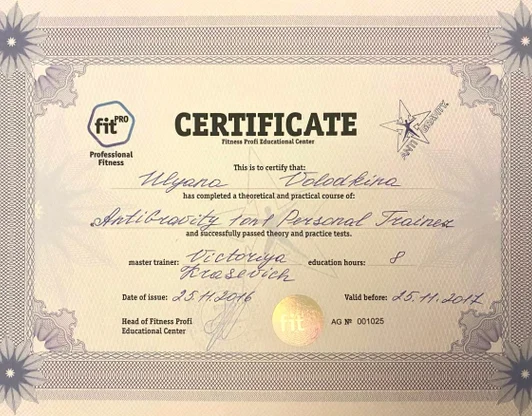 fit PRO
Professional
Fitness
CERTIFICATE
Fitness Profi Educational Center
ANTIGRAVITY
This is to certify that:
Ulyana Volodkina
has completed a theoretical and practical course of:
AntiGravity 1on1 Personal Trainer
and successfully passed theory and practice tests.
master trainer: Victoriya education hours: 8
Krasevich
Date of issue: 25.11.2016 Valid before: 25.11.2017
Head of Fitness Profi
Educational Center
fit
AG № 001025